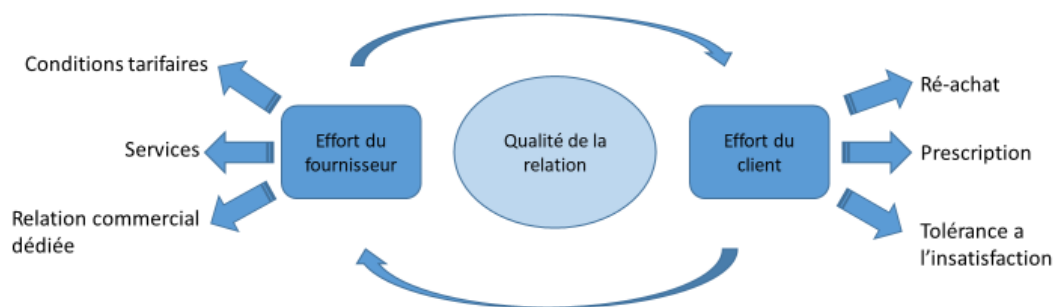 Conditions tarifaires
Services
Relation commercial
dédiée
Effort du
fournisseur
Qualité de la
relation
Effort du
client
Ré-achat
Prescription
Tolérance a
l'insatisfaction